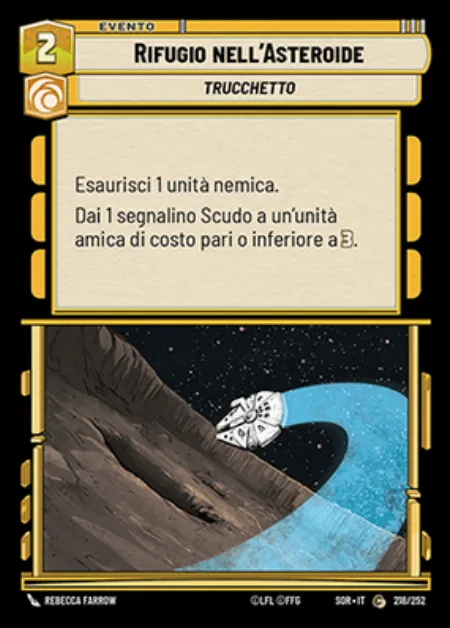 EVENTO
2
RIFUGIO NELL'ASTEROIDE
TRUCCHETTO
Esaurisci 1 unità nemica.
Dai 1 segnalino Scudo a un'unità
amica di costo pari o inferiore a 3.
REBECCA FARROW
©LFL ©FFG
SOR • IT
C
218/252